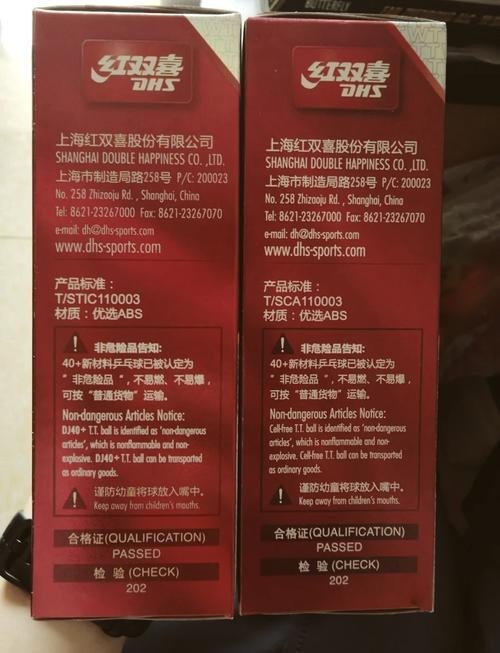 BUTTERFLY
红双喜
DHS
上海红双喜股份有限公司
SHANGHAI DOUBLE HAPPINESS CO. ,LTD.
上海市制造局路258号 P/C: 200023
No. 258 Zhizaoju Rd. , Shanghai, China
Tel: 8621-23267000 Fax: 8621-23267070
e-mail: dh@dhs-sports.com
www.dhs-sports.com
产品标准：
T/STIC110003
材质：优选ABS
非危险品告知:
40+新材料乒乓球已被认定为
“非危险品“，不易燃、不易爆，
可按“普通货物”运输。
Non-dangerous Articles Notice:
DJ40+ T.T. ball is identified as 'non-dangerous
articles', which is nonflammable and non-
explosive. DJ40+ T.T. ball can be transported
as ordinary goods.
谨防幼童将球放入嘴中。
Keep away from children's mouths.
合格证(QUALIFICATION)
PASSED
检 验 (CHECK)
202
红双喜
DHS
上海红双喜股份有限公司
SHANGHAI DOUBLE HAPPINESS CO. ,LTD.
上海市制造局路258号 P/C: 200023
No. 258 Zhizaoju Rd. , Shanghai, China
Tel: 8621-23267000 Fax: 8621-23267070
e-mail: dh@dhs-sports.com
www.dhs-sports.com
产品标准：
T/SCA110003
材质：优选ABS
非危险品告知:
40+新材料乒乓球已被认定为
“非危险品“，不易燃、不易爆，
可按“普通货物”运输。
Non-dangerous Articles Notice:
Cell-free T.T. ball is identified as 'non-dangerous
articles', which is nonflammable and non-
explosive. Cell-free T.T. ball can be transported
as ordinary goods.
谨防幼童将球放入嘴中。
Keep away from children's mouths.
合格证(QUALIFICATION)
PASSED
检 验 (CHECK)
202